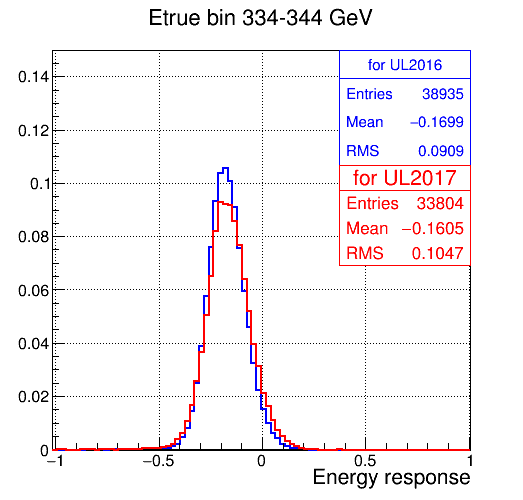 Etrue bin 334-344 GeV
for UL2016
Entries 38935
Mean −0.1699
RMS 0.0909
for UL2017
Entries 33804
Mean −0.1605
RMS 0.1047
0.14
0.12
0.1
0.08
0.06
0.04
0.02
0
−1 −0.5 0 0.5 1
Energy response